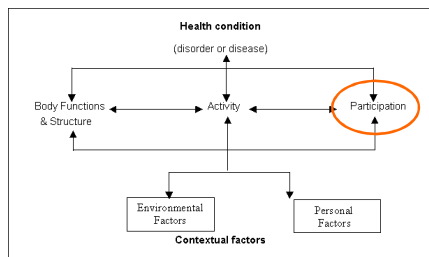 Health condition
(disorder or disease)
Body Functions
& Structure
Activity
Participation
Environmental
Factors
Personal
Factors
Contextual factors